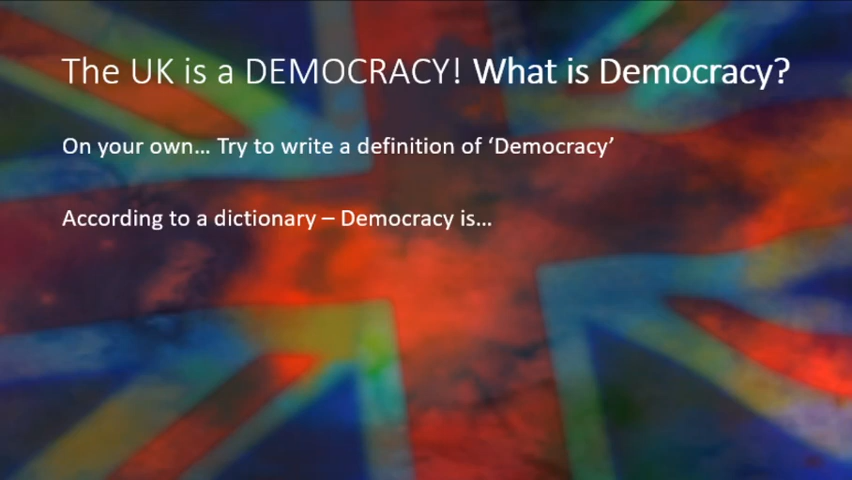 The UK is a DEMOCRACY! What is Democracy?
On your own... Try to write a definition of ‘Democracy’
According to a dictionary – Democracy is...